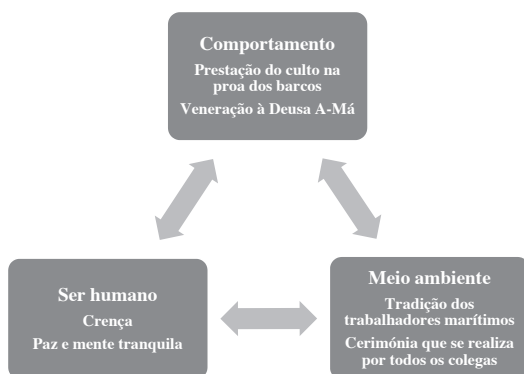 Comportamento
Prestação do culto na
proa dos barcos
Veneração à Deusa A-Má
Ser humano
Crença
Paz e mente tranquila
Meio ambiente
Tradição dos
trabalhadores marítimos
Cerimónia que se realiza
por todos os colegas